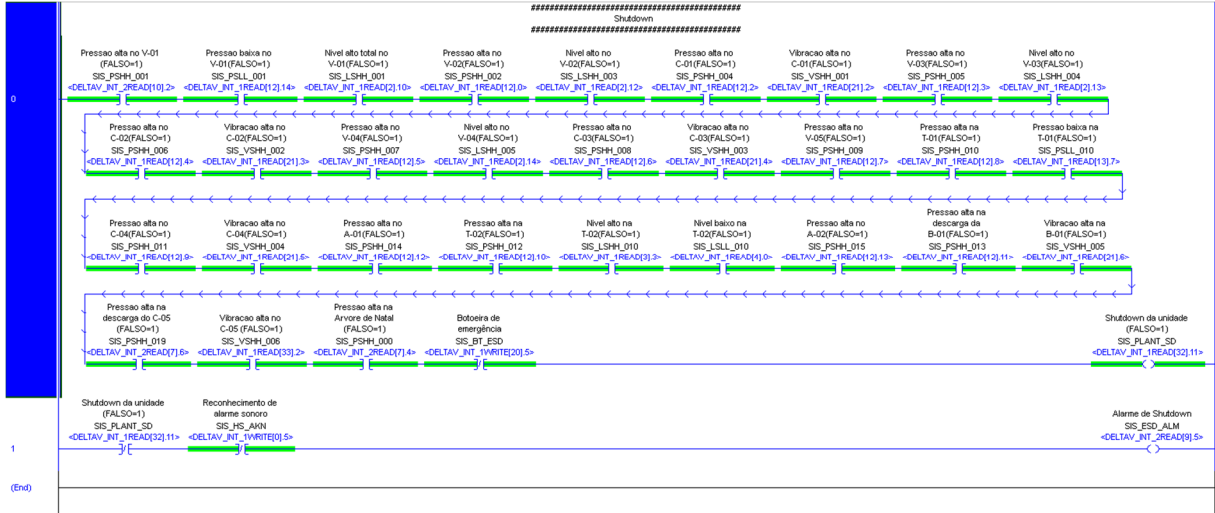 ##########################################
Shutdown
##########################################
Pressao alta no V-01
(FALSO=1)
SIS_PSHH_001
<DELTAV_INT_2READ[10].2>
Pressao baixa no
V-01(FALSO=1)
SIS_PSLL_001
<DELTAV_INT_1READ[12].14>
Nivel alto total no
V-01(FALSO=1)
SIS_LSHH_001
<DELTAV_INT_1READ[2].10>
Pressao alta no
V-02(FALSO=1)
SIS_PSHH_002
<DELTAV_INT_1READ[12].0>
Nivel alto no
V-02(FALSO=1)
SIS_LSHH_003
<DELTAV_INT_1READ[2].12>
Pressao alta no
C-01(FALSO=1)
SIS_PSHH_004
<DELTAV_INT_1READ[12].2>
Vibracao alta no
C-01(FALSO=1)
SIS_VSHH_001
<DELTAV_INT_1READ[21].2>
Pressao alta no
V-03(FALSO=1)
SIS_PSHH_005
<DELTAV_INT_1READ[12].3>
Nivel alto no
V-03(FALSO=1)
SIS_LSHH_004
<DELTAV_INT_1READ[2].13>
0
Pressao alta no
C-02(FALSO=1)
SIS_PSHH_006
<DELTAV_INT_1READ[12].4>
Vibracao alta no
C-02(FALSO=1)
SIS_VSHH_002
<DELTAV_INT_1READ[21].3>
Pressao alta no
V-04(FALSO=1)
SIS_PSHH_007
<DELTAV_INT_1READ[12].5>
Nivel alto no
V-04(FALSO=1)
SIS_LSHH_005
<DELTAV_INT_1READ[2].14>
Pressao alta no
C-03(FALSO=1)
SIS_PSHH_008
<DELTAV_INT_1READ[12].6>
Vibracao alta no
C-03(FALSO=1)
SIS_VSHH_003
<DELTAV_INT_1READ[21].4>
Pressao alta no
V-05(FALSO=1)
SIS_PSHH_009
<DELTAV_INT_1READ[12].7>
Pressao alta no
T-01(FALSO=1)
SIS_PSHH_010
<DELTAV_INT_1READ[12].8>
Pressao baixa na
T-01(FALSO=1)
SIS_PSLL_010
<DELTAV_INT_1READ[13].7>
Pressao alta no
C-04(FALSO=1)
SIS_PSHH_011
<DELTAV_INT_1READ[12].9>
Vibracao alta no
C-04(FALSO=1)
SIS_VSHH_004
<DELTAV_INT_1READ[21].5>
Pressao alta no
A-01(FALSO=1)
SIS_PSHH_014
<DELTAV_INT_1READ[12].12>
Pressao alta na
T-02(FALSO=1)
SIS_PSHH_012
<DELTAV_INT_1READ[12].10>
Nivel alto na
T-02(FALSO=1)
SIS_LSHH_010
<DELTAV_INT_1READ[3].3>
Nivel baixo na
T-02(FALSO=1)
SIS_LSLL_010
<DELTAV_INT_1READ[4].0>
Pressao alta no
A-02(FALSO=1)
SIS_PSHH_015
<DELTAV_INT_1READ[12].13>
Pressao alta na
descarga da
B-01(FALSO=1)
SIS_PSHH_013
<DELTAV_INT_1READ[12].11>
Vibracao alta na
B-01(FALSO=1)
SIS_VSHH_005
<DELTAV_INT_1READ[21].6>
Pressao alta na
descarga do C-05
(FALSO=1)
SIS_PSHH_019
<DELTAV_INT_2READ[7].6>
Vibracao alta no
C-05 (FALSO=1)
SIS_VSHH_006
<DELTAV_INT_1READ[33].2>
Pressao alta na
Arvore de Natal
(FALSO=1)
SIS_PSHH_000
<DELTAV_INT_2READ[7].4>
Botoeira de
emergência
SIS_BT_ESD
<DELTAV_INT_1WRITE[20].5>
Shutdown da unidade
(FALSO=1)
SIS_PLANT_SD
<DELTAV_INT_1READ[32].11>
Shutdown da unidade
(FALSO=1)
SIS_PLANT_SD
<DELTAV_INT_1READ[32].11>
Reconhecimento de
alarme sonoro
SIS_HS_AKN
<DELTAV_INT_1WRITE[0].5>
Alarme de Shutdown
SIS_ESD_ALM
<DELTAV_INT_2READ[9].5>
1
(End)